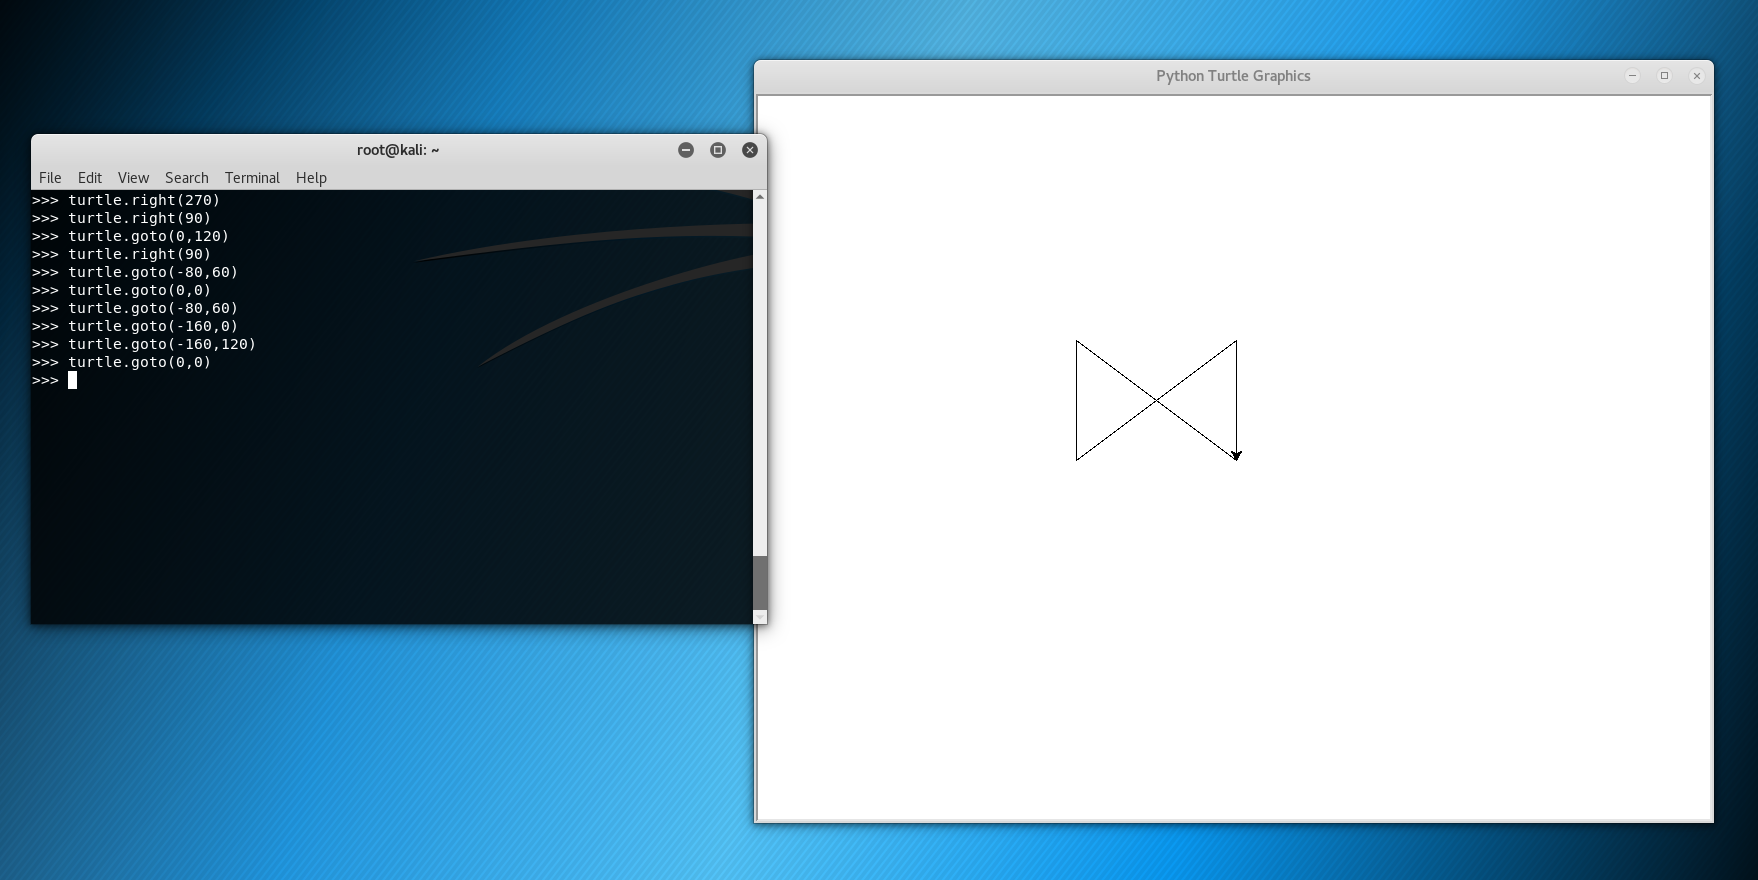 Python Turtle Graphics
root@kali: ~
File Edit View Search Terminal Help
>>> turtle.right(270)
>>> turtle.right(90)
>>> turtle.goto(0,120)
>>> turtle.right(90)
>>> turtle.goto(-80,60)
>>> turtle.goto(0,0)
>>> turtle.goto(-80,60)
>>> turtle.goto(-160,0)
>>> turtle.goto(-160,120)
>>> turtle.goto(0,0)
>>>